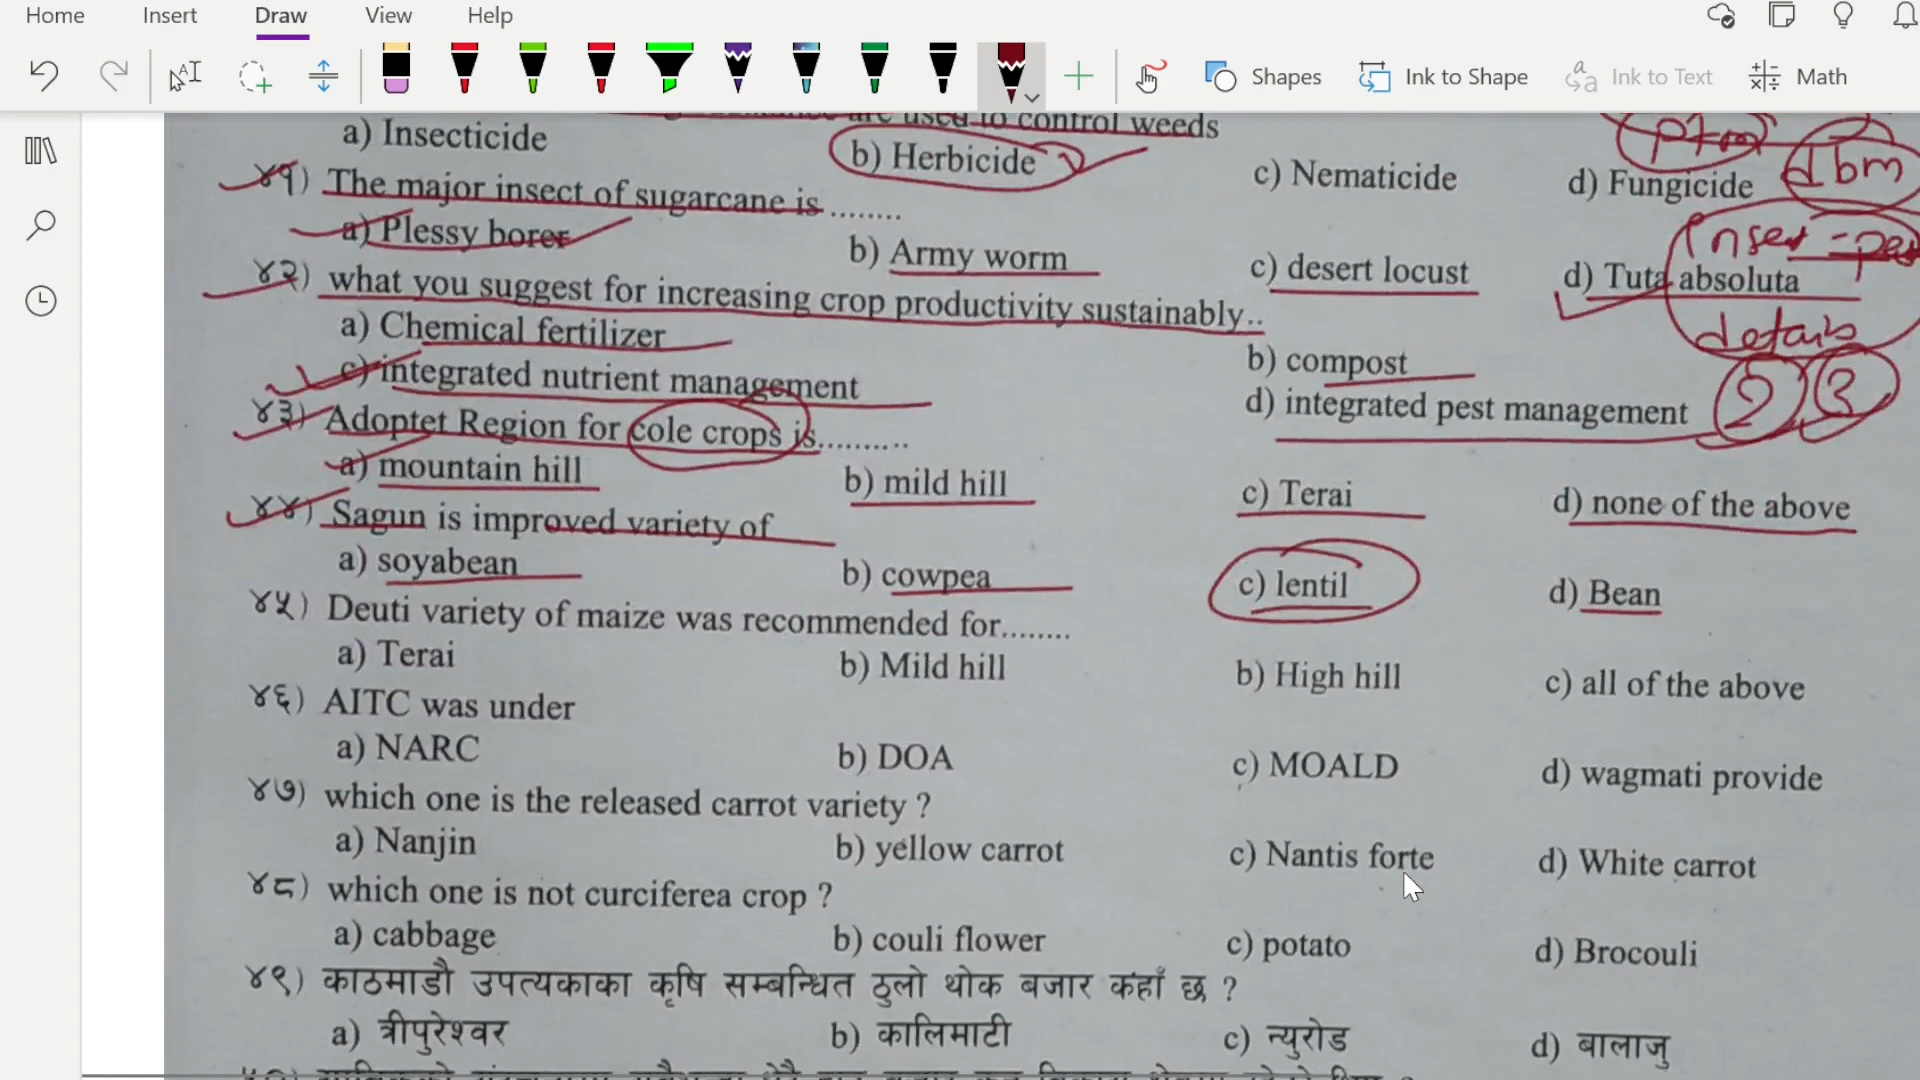 Home Insert Draw View Help
Shapes Ink to Shape Ink to Text Math
are used to control weeds
a) Insecticide b) Herbicide c) Nematicide d) Fungicide
ptm
dbm
४१) The major insect of sugarcane is ........
a) Plessy borer b) Army worm c) desert locust d) Tuta absoluta
details
४२) what you suggest for increasing crop productivity sustainably..
a) Chemical fertilizer b) compost
c) integrated nutrient management d) integrated pest management
2 3
४३) Adoptet Region for cole crops is..........
a) mountain hill b) mild hill c) Terai d) none of the above
४४) Sagun is improved variety of
a) soyabean b) cowpea c) lentil d) Bean
४५) Deuti variety of maize was recommended for........
a) Terai b) Mild hill b) High hill c) all of the above
४६) AITC was under
a) NARC b) DOA c) MOALD d) wagmati provide
४७) which one is the released carrot variety ?
a) Nanjin b) yellow carrot c) Nantis forte d) White carrot
४८) which one is not curciferea crop ?
a) cabbage b) couli flower c) potato d) Brocouli
४९) काठमाडौ उपत्यकाका कृषि सम्बन्धित ठुलो थोक बजार कहाँ छ ?
a) त्रीपुरेश्वर b) कालिमाटी c) न्युरोड d) बालाजु